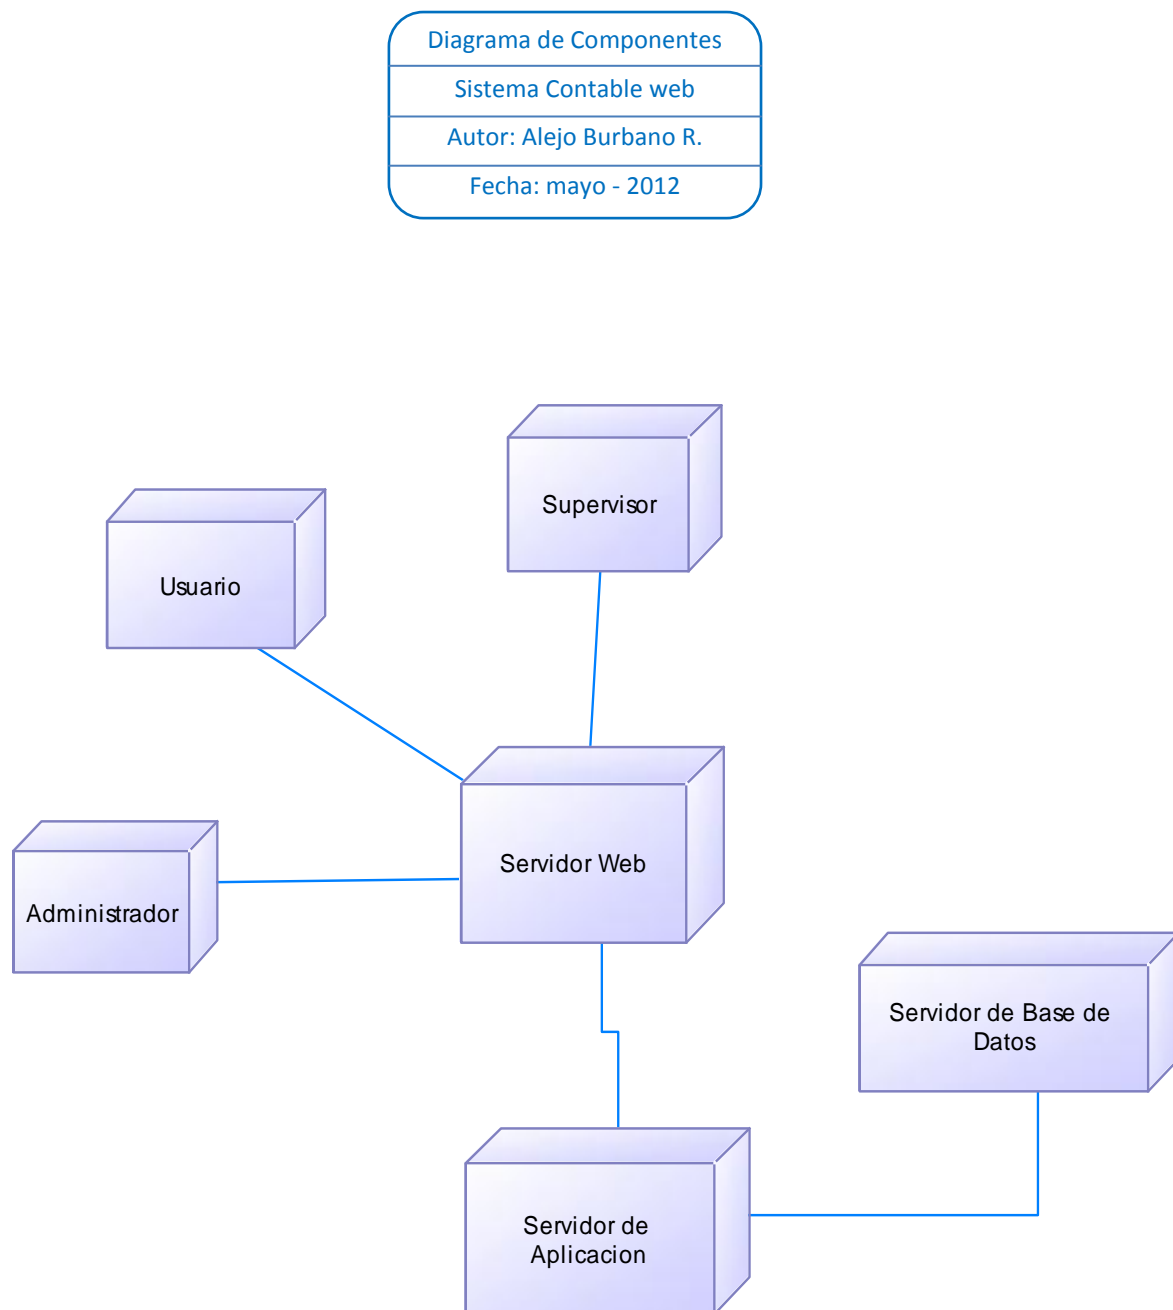 Diagrama de Componentes
Sistema Contable web
Autor: Alejo Burbano R.
Fecha: mayo - 2012
Supervisor
Usuario
Servidor Web
Administrador
Servidor de Base de
Datos
Servidor de
Aplicacion